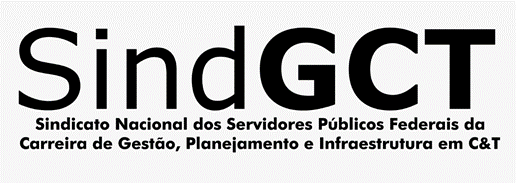 SindGCT
Sindicato Nacional dos Servidores Públicos Federais da
Carreira de Gestão, Planejamento e Infraestrutura em C&T